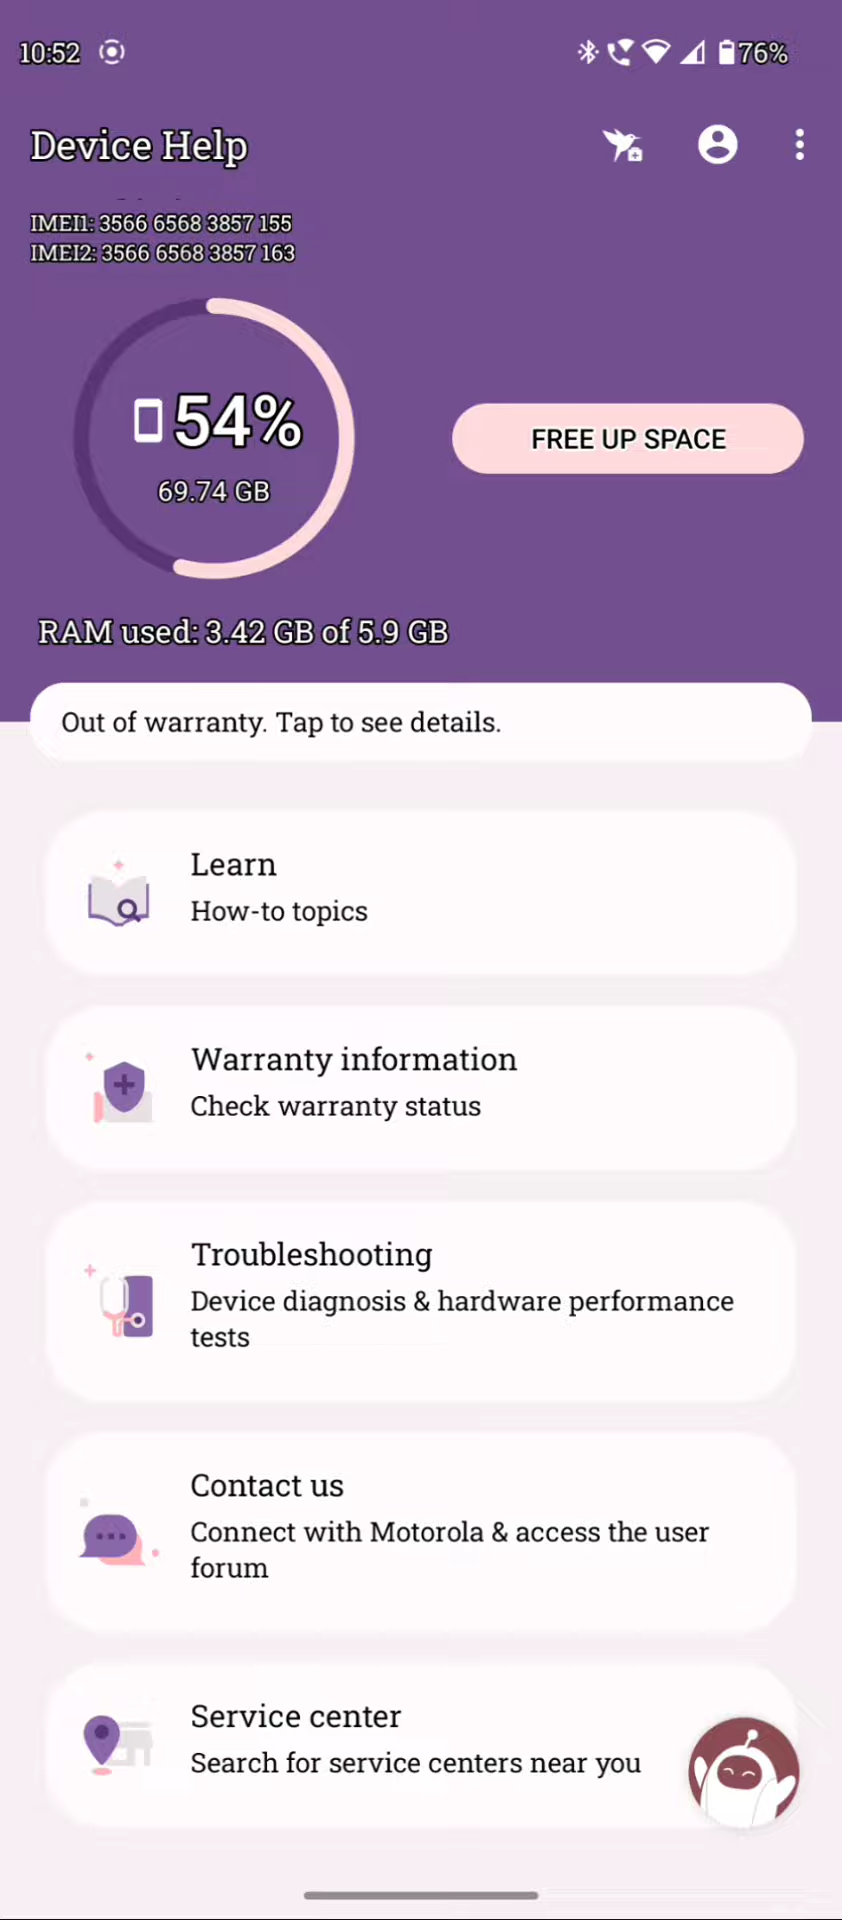 10:52
76%
Device Help
IMEI1: 3566 6568 3857 155
IMEI2: 3566 6568 3857 163
54%
69.74 GB
FREE UP SPACE
RAM used: 3.42 GB of 5.9 GB
Out of warranty. Tap to see details.
Learn
How-to topics
Warranty information
Check warranty status
Troubleshooting
Device diagnosis & hardware performance
tests
Contact us
Connect with Motorola & access the user
forum
Service center
Search for service centers near you